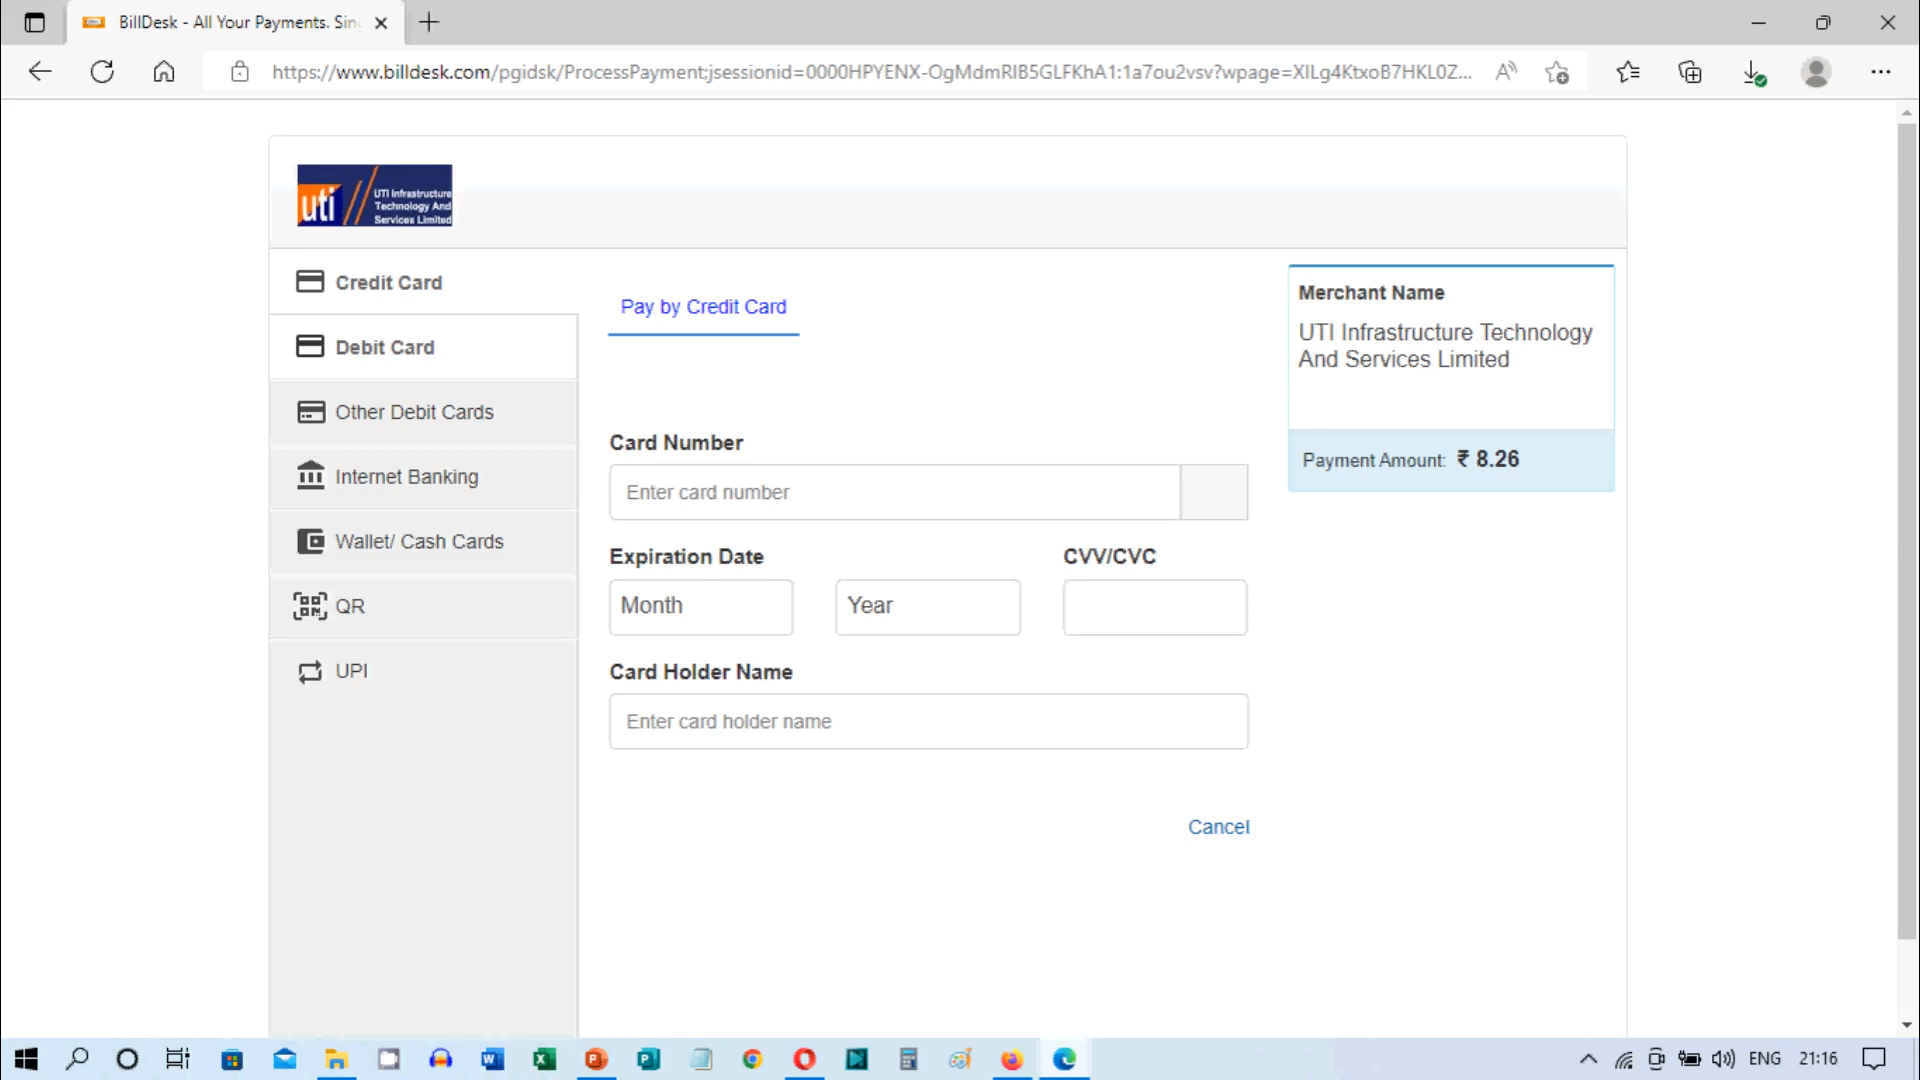 BillDesk - All Your Payments. Sin
https://www.billdesk.com/pgidsk/ProcessPayment;jsessionid=0000HPYENX-OgMdmRIB5GLFKhA1:1a7ou2vsv?wpage=XILg4KtxoB7HKL0Z...
uti
UTI Infrastructure
Technology And
Services Limited
Credit Card
Debit Card
Other Debit Cards
Internet Banking
Wallet/ Cash Cards
QR
UPI
Pay by Credit Card
Card Number
Enter card number
Expiration Date
CVV/CVC
Month
Year
Card Holder Name
Enter card holder name
Cancel
Merchant Name
UTI Infrastructure Technology
And Services Limited
Payment Amount: ₹ 8.26
ENG
21:16